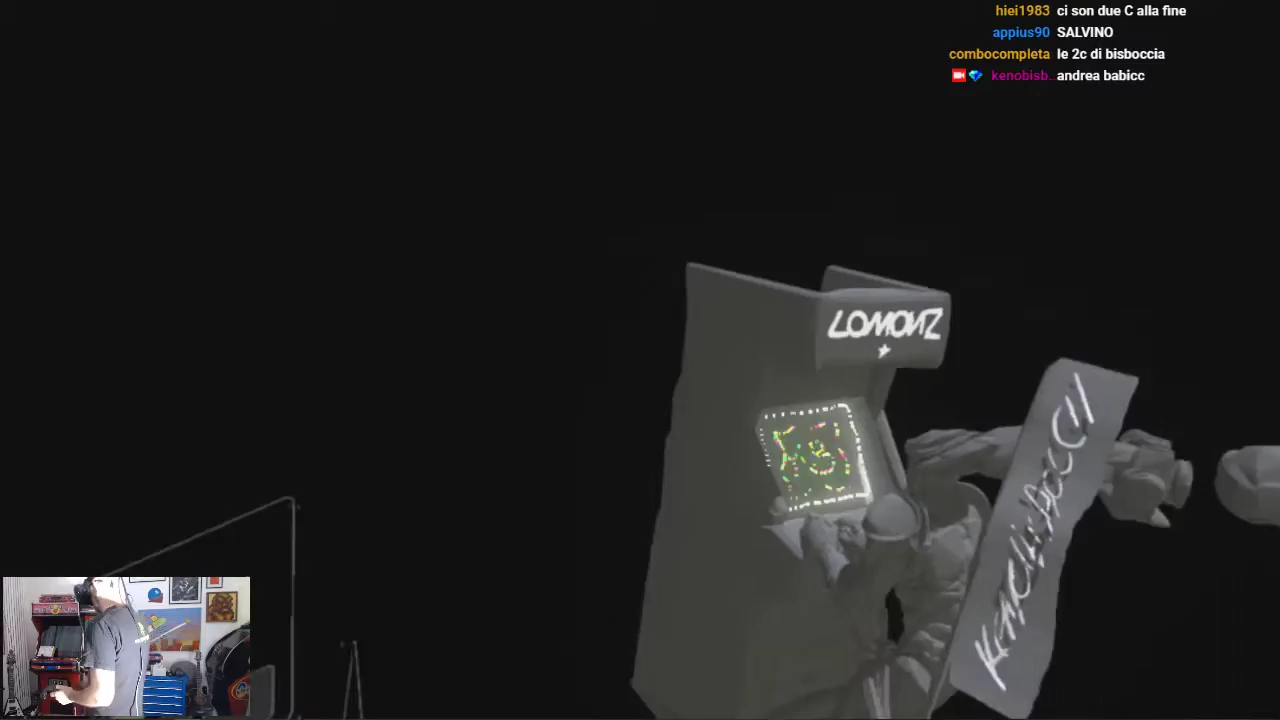 hiei1983 ci son due C alla fine
appius90 SALVINO
combocompleta le 2c di bisboccia
kenobisb.. andrea babicc
LOMONZ